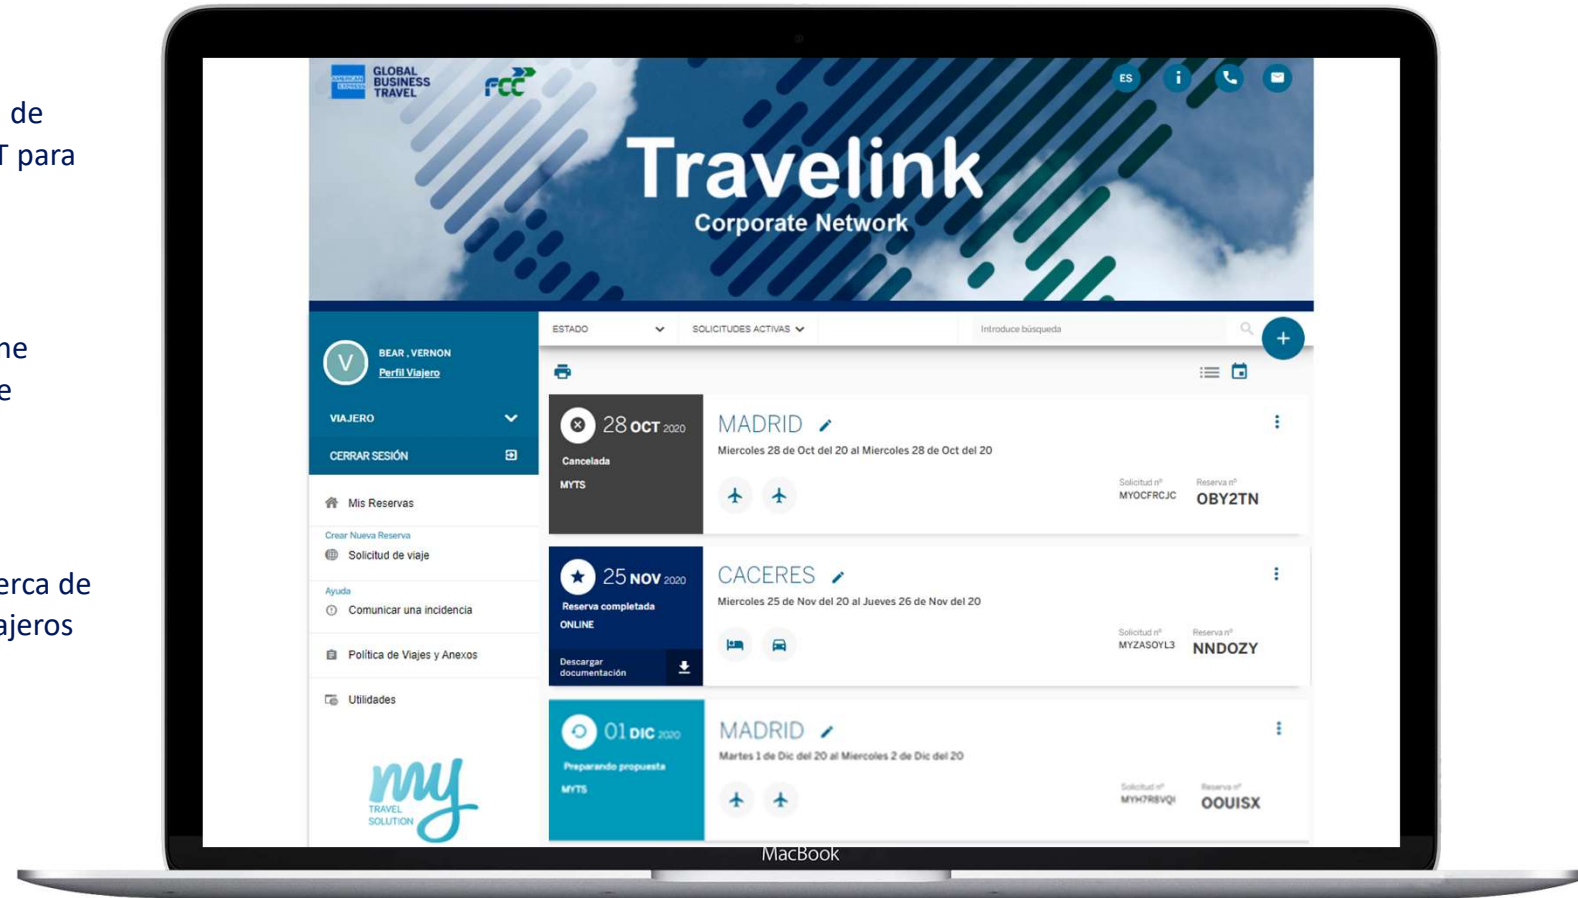 de
T para
ne
e
erca de
ajeros
AMERICAN
EXPRESS
GLOBAL
BUSINESS
TRAVEL
FCC
ES
i
Travelink
Corporate Network
ESTADO
SOLICITUDES ACTIVAS
Introduce búsqueda
+
V
BEAR , VERNON
Perfil Viajero
VIAJERO
CERRAR SESIÓN
Mis Reservas
Crear Nueva Reserva
Solicitud de viaje
Ayuda
Comunicar una incidencia
Política de Viajes y Anexos
Utilidades
my
TRAVEL
SOLUTION
28 OCT 2020
Cancelada
MYTS
MADRID
Miercoles 28 de Oct del 20 al Miercoles 28 de Oct del 20
Solicitud nº
MYOCFRCJC
Reserva nº
OBY2TN
25 NOV 2020
Reserva completada
ONLINE
Descargar
documentación
CACERES
Miercoles 25 de Nov del 20 al Jueves 26 de Nov del 20
Solicitud nº
MYZASOYL3
Reserva nº
NNDOZY
01 DIC 2020
Preparando propuesta
MYTS
MADRID
Martes 1 de Dic del 20 al Miercoles 2 de Dic del 20
Solicitud nº
MYH7R8VQI
Reserva nº
OOUISX
MacBook